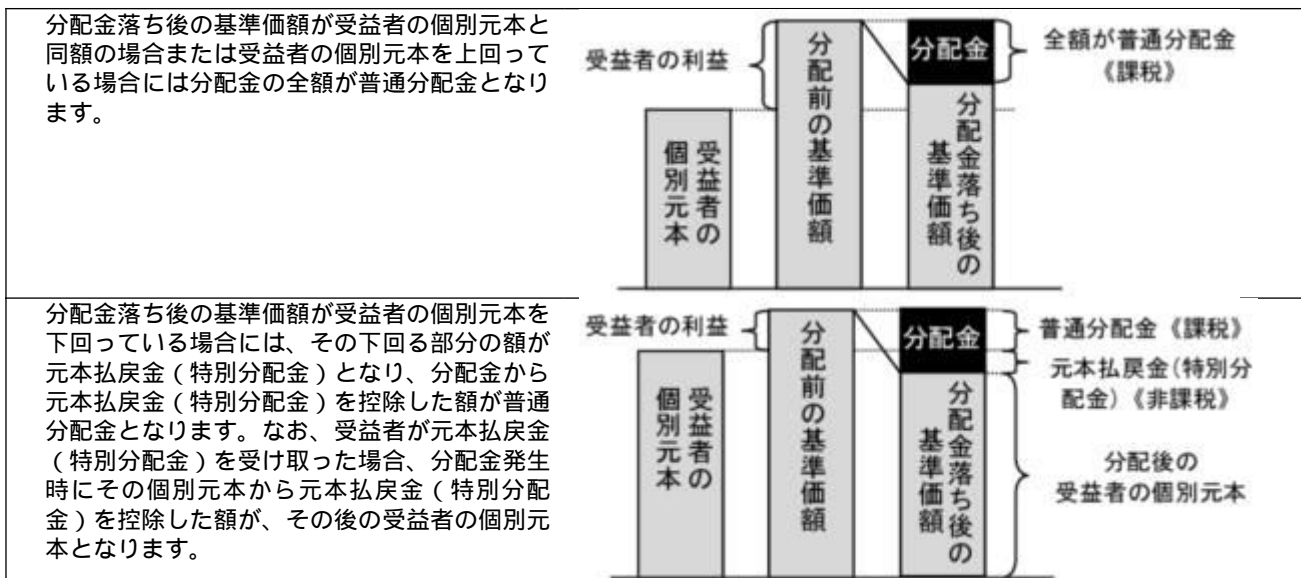 分配金落ち後の基準価額が受益者の個別元本と
同額の場合または受益者の個別元本を上回って
いる場合には分配金の全額が普通分配金となり
ます。
受益者の利益
受益者の
個別元本
分配前の基準価額
分配金
分配金落ち後の
基準価額
全額が普通分配金
《課税》
分配金落ち後の基準価額が受益者の個別元本を
下回っている場合には、その下回る部分の額が
元本払戻金（特別分配金）となり、分配金から
元本払戻金（特別分配金）を控除した額が普通
分配金となります。なお、受益者が元本払戻金
（特別分配金）を受け取った場合、分配金発生
時にその個別元本から元本払戻金（特別分配
金）を控除した額が、その後の受益者の個別元
本となります。
受益者の利益
受益者の
個別元本
分配前の基準価額
分配金
分配金落ち後の
基準価額
普通分配金《課税》
元本払戻金(特別分
配金)《非課税》
分配後の
受益者の個別元本